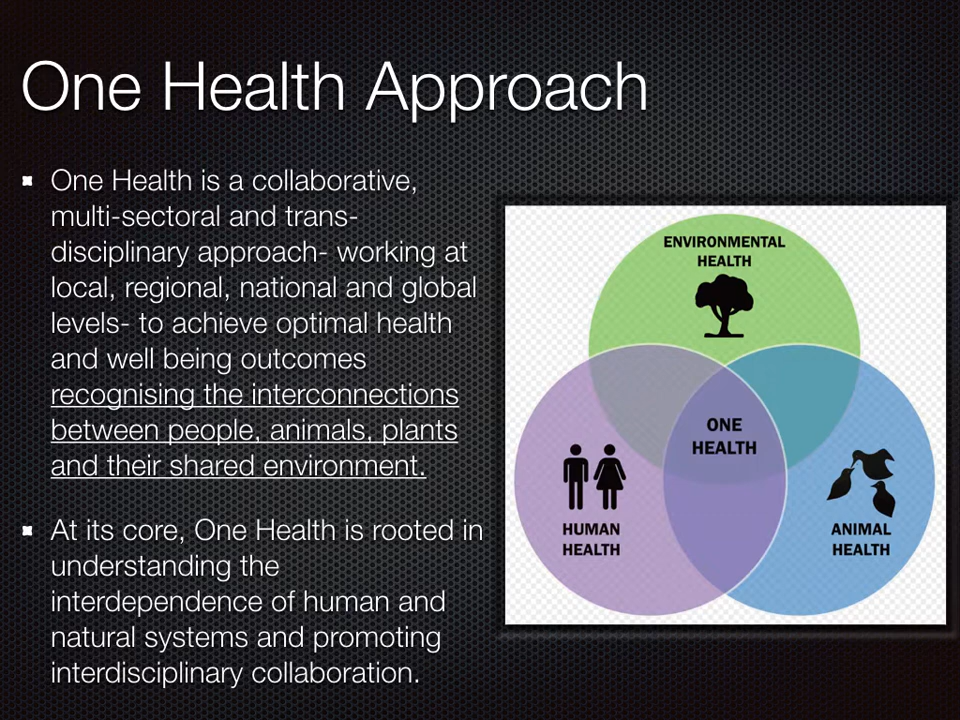 One Health Approach
One Health is a collaborative,
multi-sectoral and trans-
disciplinary approach- working at
local, regional, national and global
levels- to achieve optimal health
and well being outcomes
recognising the interconnections
between people, animals, plants
and their shared environment.
At its core, One Health is rooted in
understanding the
interdependence of human and
natural systems and promoting
interdisciplinary collaboration.
ENVIRONMENTAL
HEALTH
ONE
HEALTH
HUMAN
HEALTH
ANIMAL
HEALTH